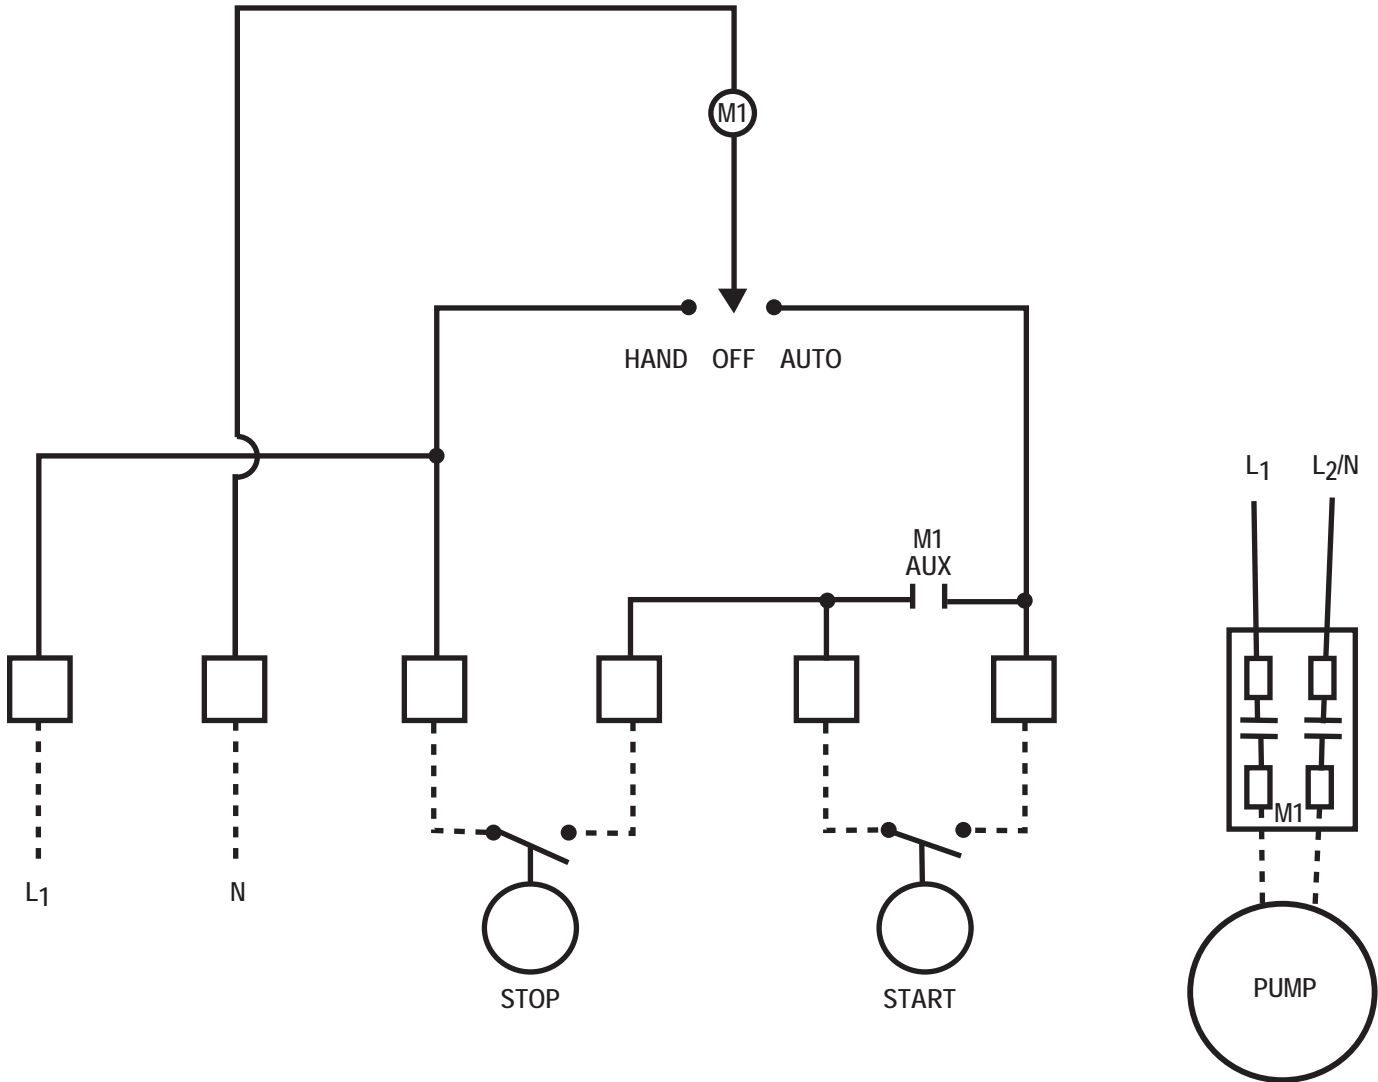 M1
HAND OFF AUTO
L1 L2/N
M1
AUX
M1
L1 N
STOP START
PUMP